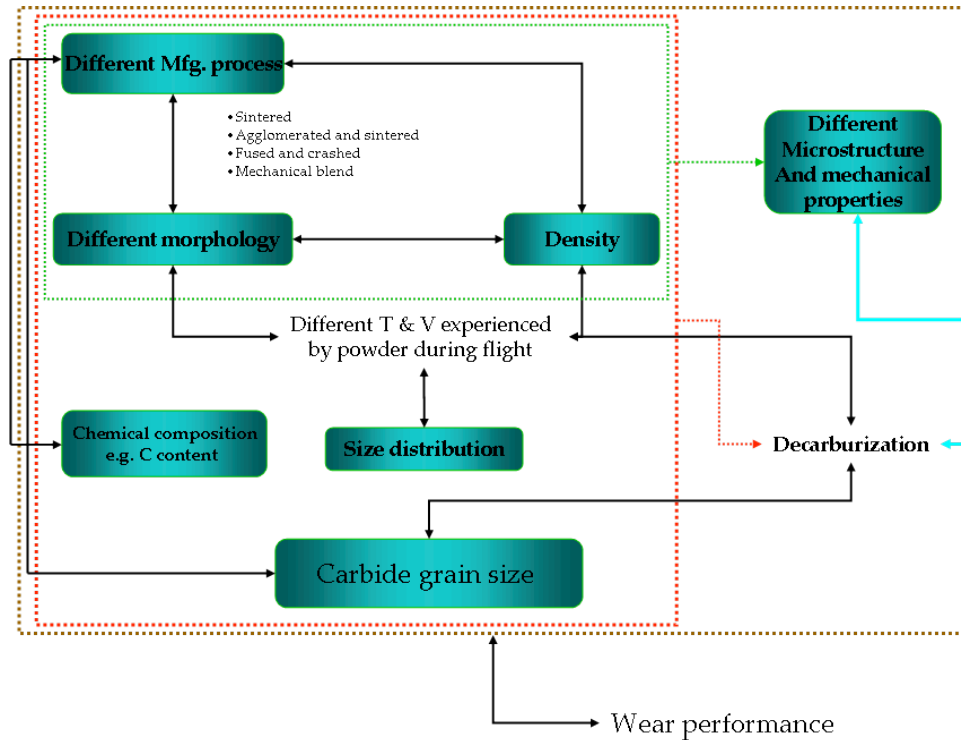 Different Mfg. process
• Sintered
• Agglomerated and sintered
• Fused and crashed
• Mechanical blend
Different
Microstructure
And mechanical
properties
Different morphology
Density
Different T & V experienced
by powder during flight
Chemical composition
e.g. C content
Size distribution
Decarburization
Carbide grain size
Wear performance